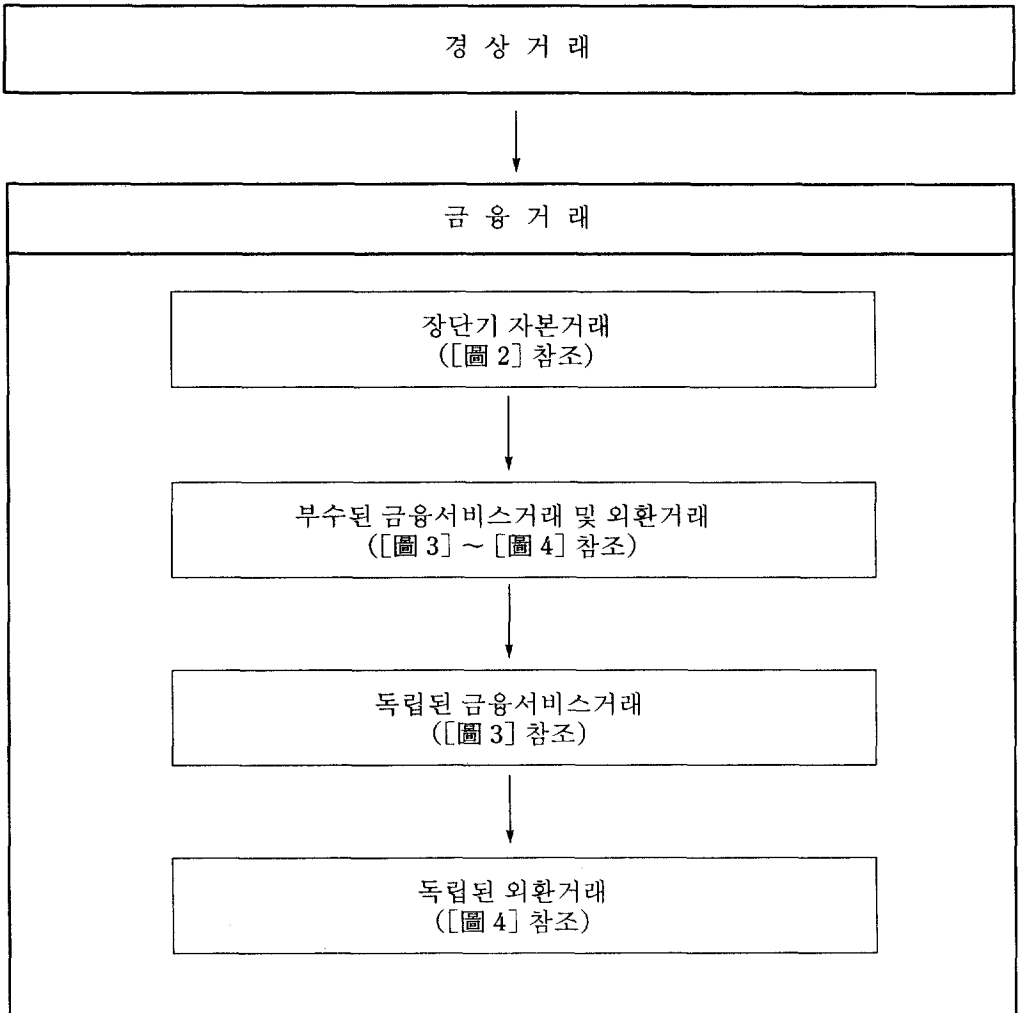 경 상 거 래
금 융 거 래
장단기 자본거래
([圖 2] 참조)
부수된 금융서비스거래 및 외환거래
([圖 3] ~ [圖 4] 참조)
독립된 금융서비스거래
([圖 3] 참조)
독립된 외환거래
([圖 4] 참조)